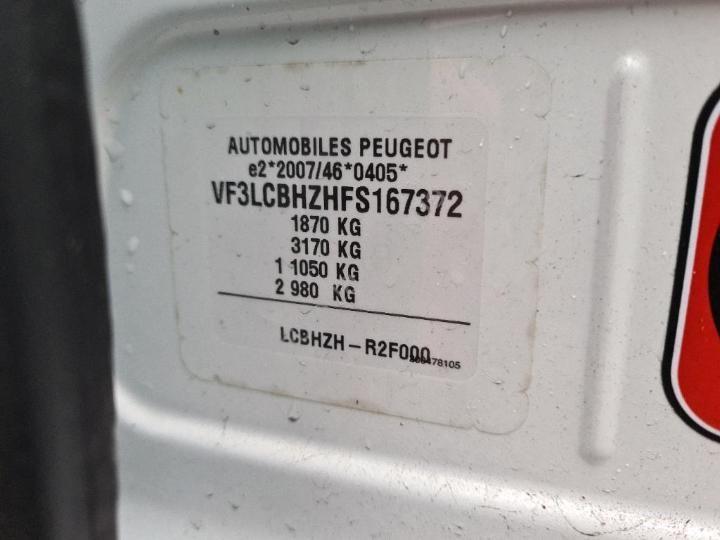 AUTOMOBILES PEUGEOT
e2*2007/46*0405*
VF3LCBHZHFS167372
1870 KG
3170 KG
1 1050 KG
2 980 KG
LCBHZH – R2F000